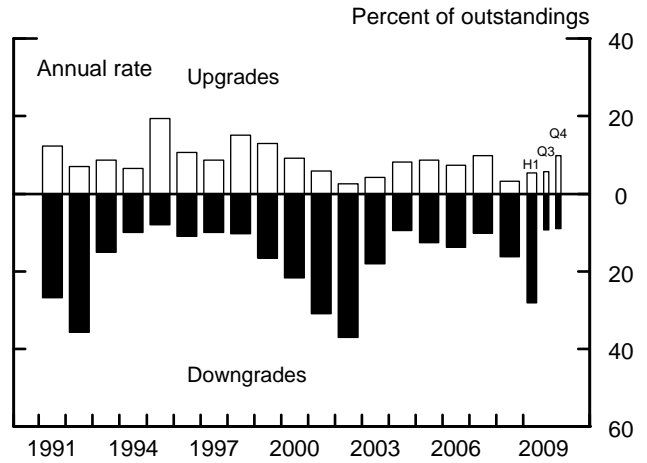 Percent of outstandings
40
Annual rate
Upgrades
20
Q4
Q3
H1
0
20
40
Downgrades
60
1991 1994 1997 2000 2003 2006 2009